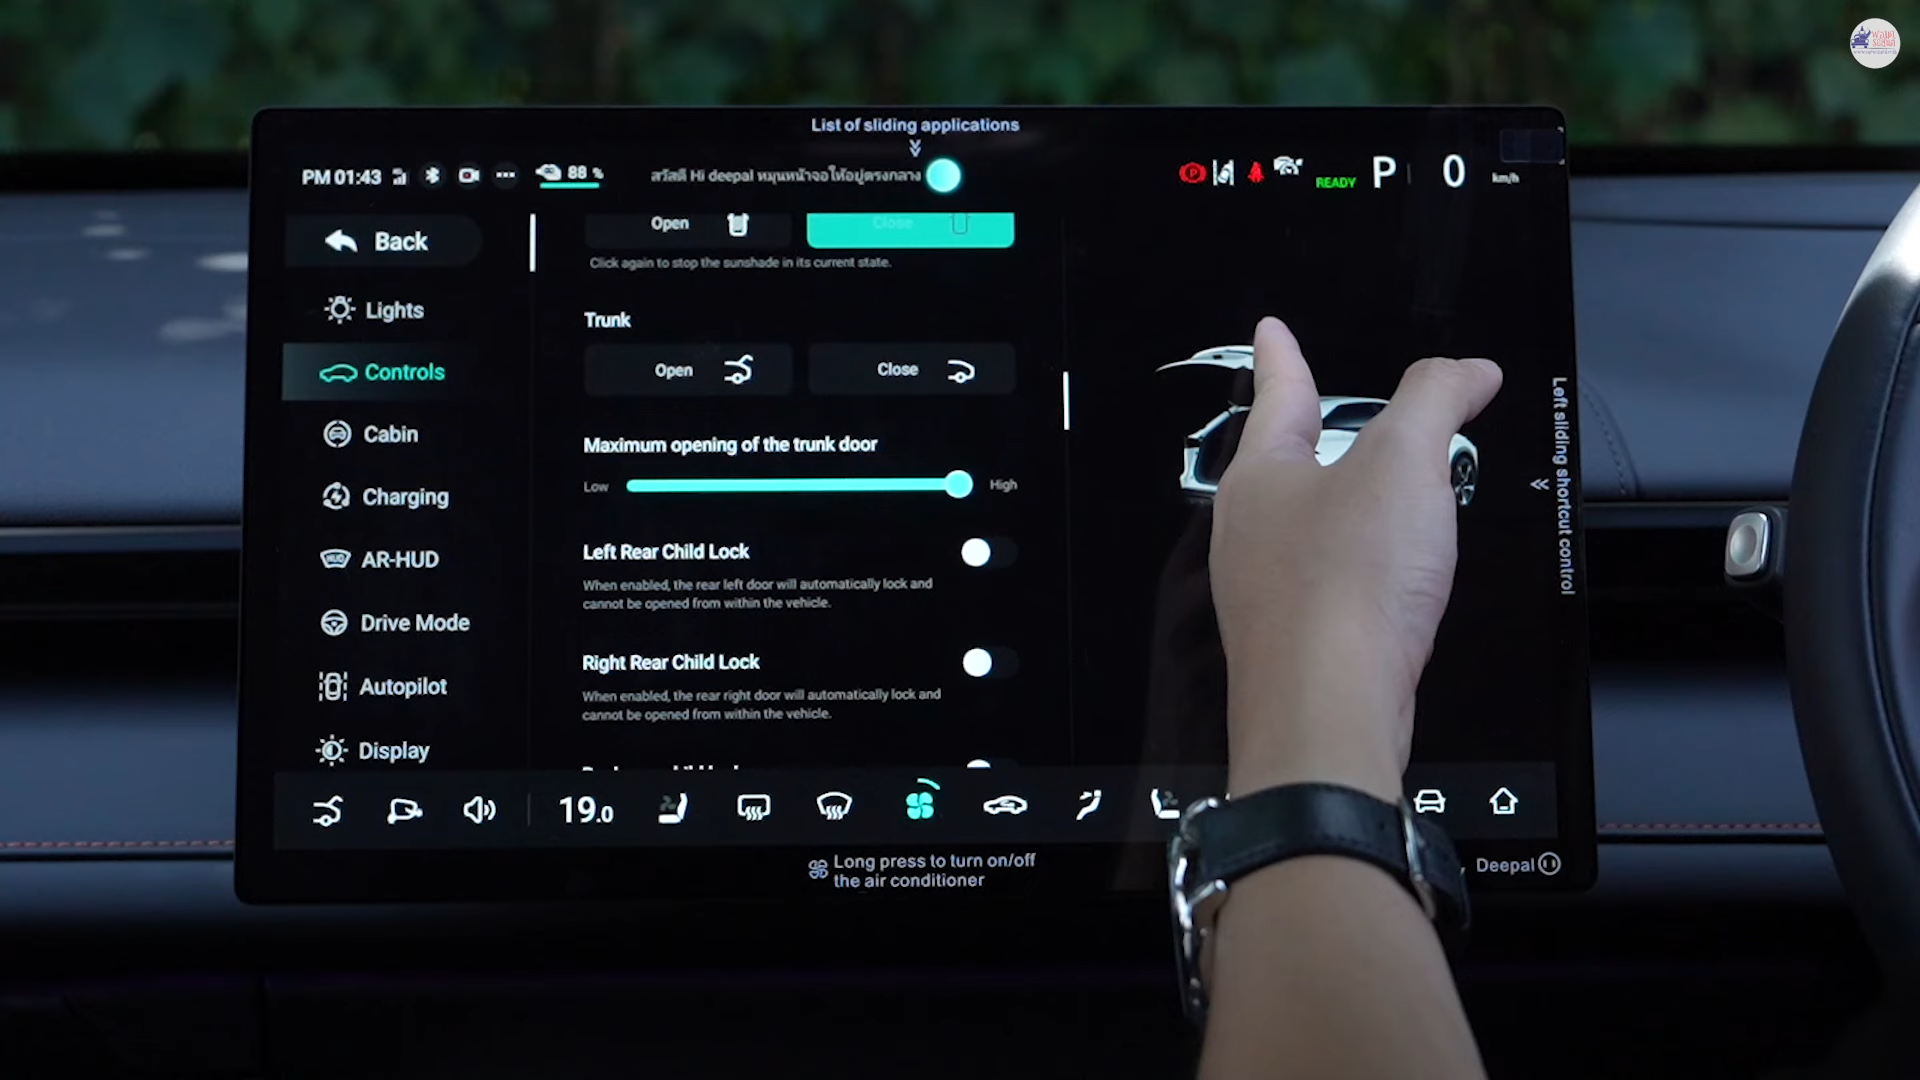 List of sliding applications
PM 01:43
88 %
สวัสดี Hi deepal หมุนหน้าจอให้อยู่ตรงกลาง
READY
P
0
km/h
Back
Lights
Controls
Cabin
Charging
AR-HUD
Drive Mode
Autopilot
Display
Open
Close
Click again to stop the sunshade in its current state.
Trunk
Open
Close
Maximum opening of the trunk door
Low
High
Left Rear Child Lock
When enabled, the rear left door will automatically lock and
cannot be opened from within the vehicle.
Right Rear Child Lock
When enabled, the rear right door will automatically lock and
cannot be opened from within the vehicle.
Left sliding shortcut control
19.0
Long press to turn on/off
the air conditioner
Deepal